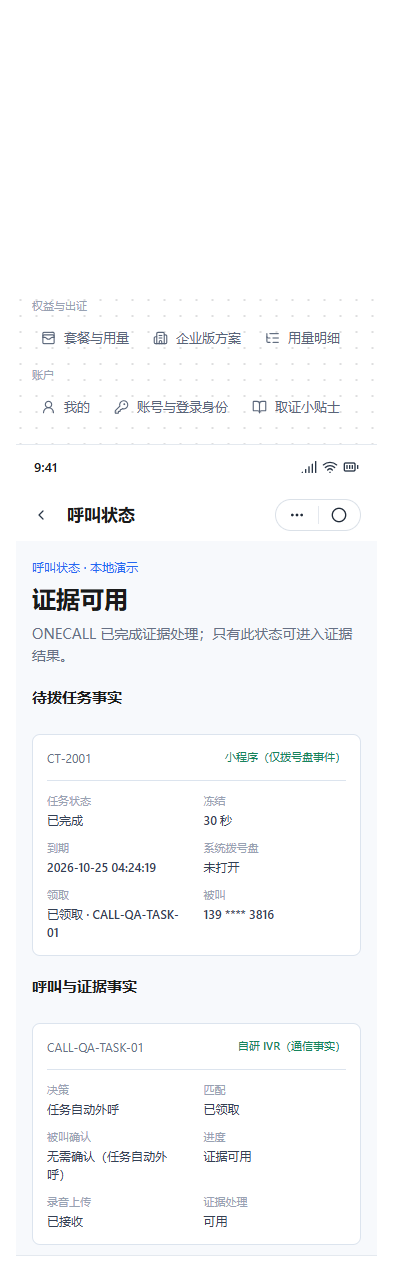 权益与出证
套餐与用量 企业版方案 用量明细
账户
我的 账号与登录身份 取证小贴士
9:41
呼叫状态
呼叫状态 · 本地演示
证据可用
ONECALL 已完成证据处理；只有此状态可进入证据
结果。
待拨任务事实
CT-2001 小程序（仅拨号盘事件）
任务状态 冻结
已完成 30 秒
到期 系统拨号盘
2026-10-25 04:24:19 未打开
领取 被叫
已领取 · CALL-QA-TASK- 139 **** 3816
01
呼叫与证据事实
CALL-QA-TASK-01 自研 IVR（通信事实）
决策 匹配
任务自动外呼 已领取
被叫确认 进度
无需确认（任务自动外 证据可用
呼）
录音上传 证据处理
已接收 可用